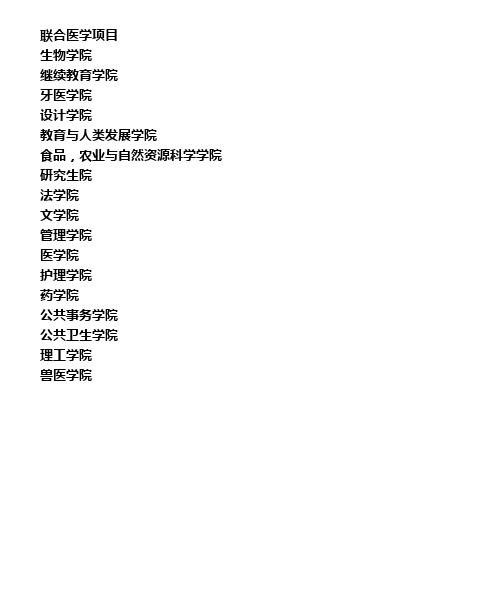 联合医学项目
生物学院
继续教育学院
牙医学院
设计学院
教育与人类发展学院
食品，农业与自然资源科学学院
研究生院
法学院
文学院
管理学院
医学院
护理学院
药学院
公共事务学院
公共卫生学院
理工学院
兽医学院